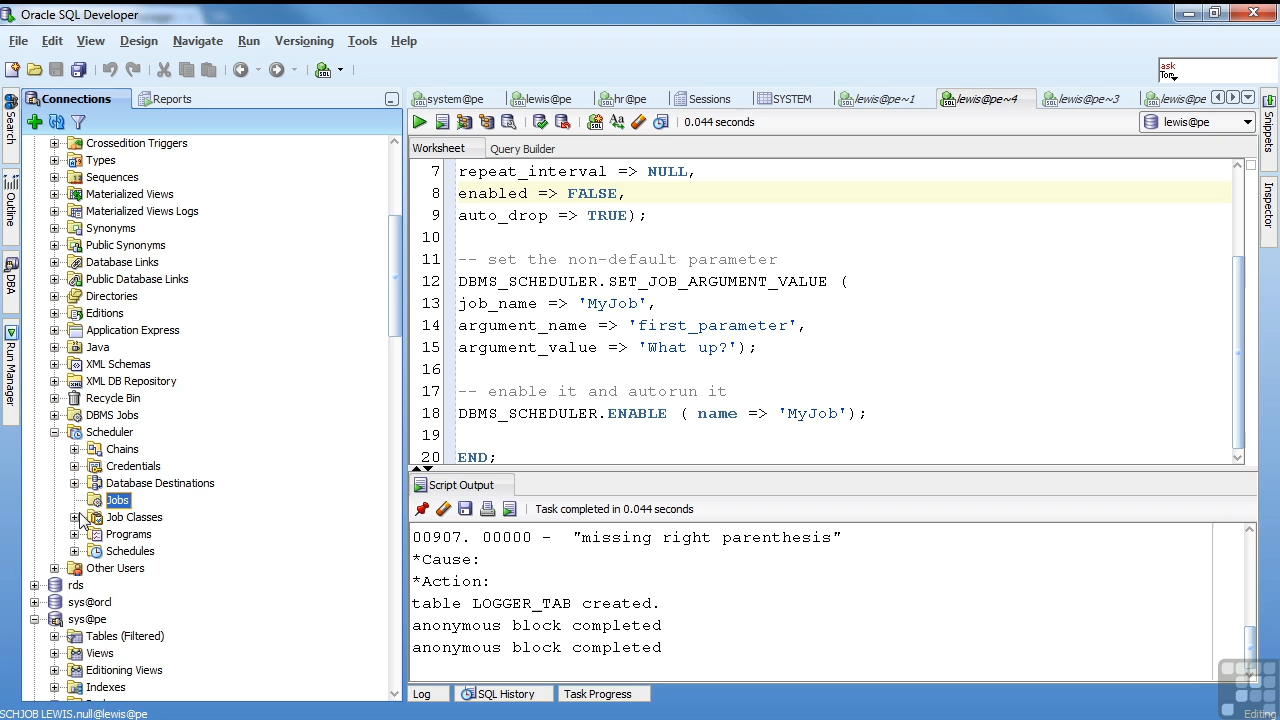 Oracle SQL Developer
File Edit View Design Navigate Run Versioning Tools Help
ask
Tom
Connections
Reports
system@pe
lewis@pe
hr@pe
Sessions
SYSTEM
lewis@pe~1
lewis@pe~4
lewis@pe~3
lewis@pe
Search
Outline
DBA
Run Manager
Crossedition Triggers
Types
Sequences
Materialized Views
Materialized Views Logs
Synonyms
Public Synonyms
Database Links
Public Database Links
Directories
Editions
Application Express
Java
XML Schemas
XML DB Repository
Recycle Bin
DBMS Jobs
Scheduler
Chains
Credentials
Database Destinations
Jobs
Job Classes
Programs
Schedules
Other Users
rds
sys@orcl
sys@pe
Tables (Filtered)
Views
Editioning Views
Indexes
0.044 seconds
lewis@pe
Worksheet
Query Builder
7 repeat_interval => NULL,
8 enabled => FALSE,
9 auto_drop => TRUE);
10
11 -- set the non-default parameter
12 DBMS_SCHEDULER.SET_JOB_ARGUMENT_VALUE (
13 job_name => 'MyJob',
14 argument_name => 'first_parameter',
15 argument_value => 'What up?');
16
17 -- enable it and autorun it
18 DBMS_SCHEDULER.ENABLE ( name => 'MyJob');
19
20 END;
Script Output
Task completed in 0.044 seconds
00907. 00000 - "missing right parenthesis"
*Cause:
*Action:
table LOGGER_TAB created.
anonymous block completed
anonymous block completed
Log
SQL History
Task Progress
Snippets
Inspector
SCHJOB LEWIS.null@lewis@pe
Editing